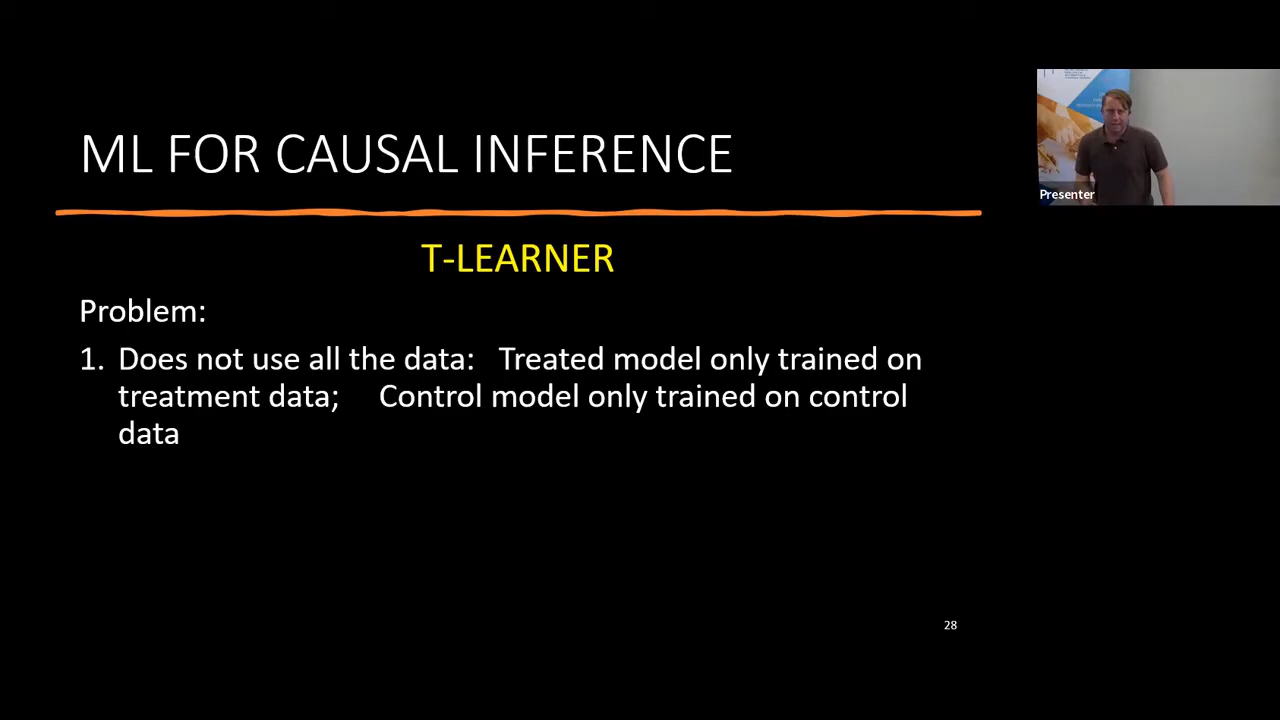 ML FOR CAUSAL INFERENCE
T-LEARNER
Problem:
1. Does not use all the data: Treated model only trained on
treatment data; Control model only trained on control
data
Presenter
28